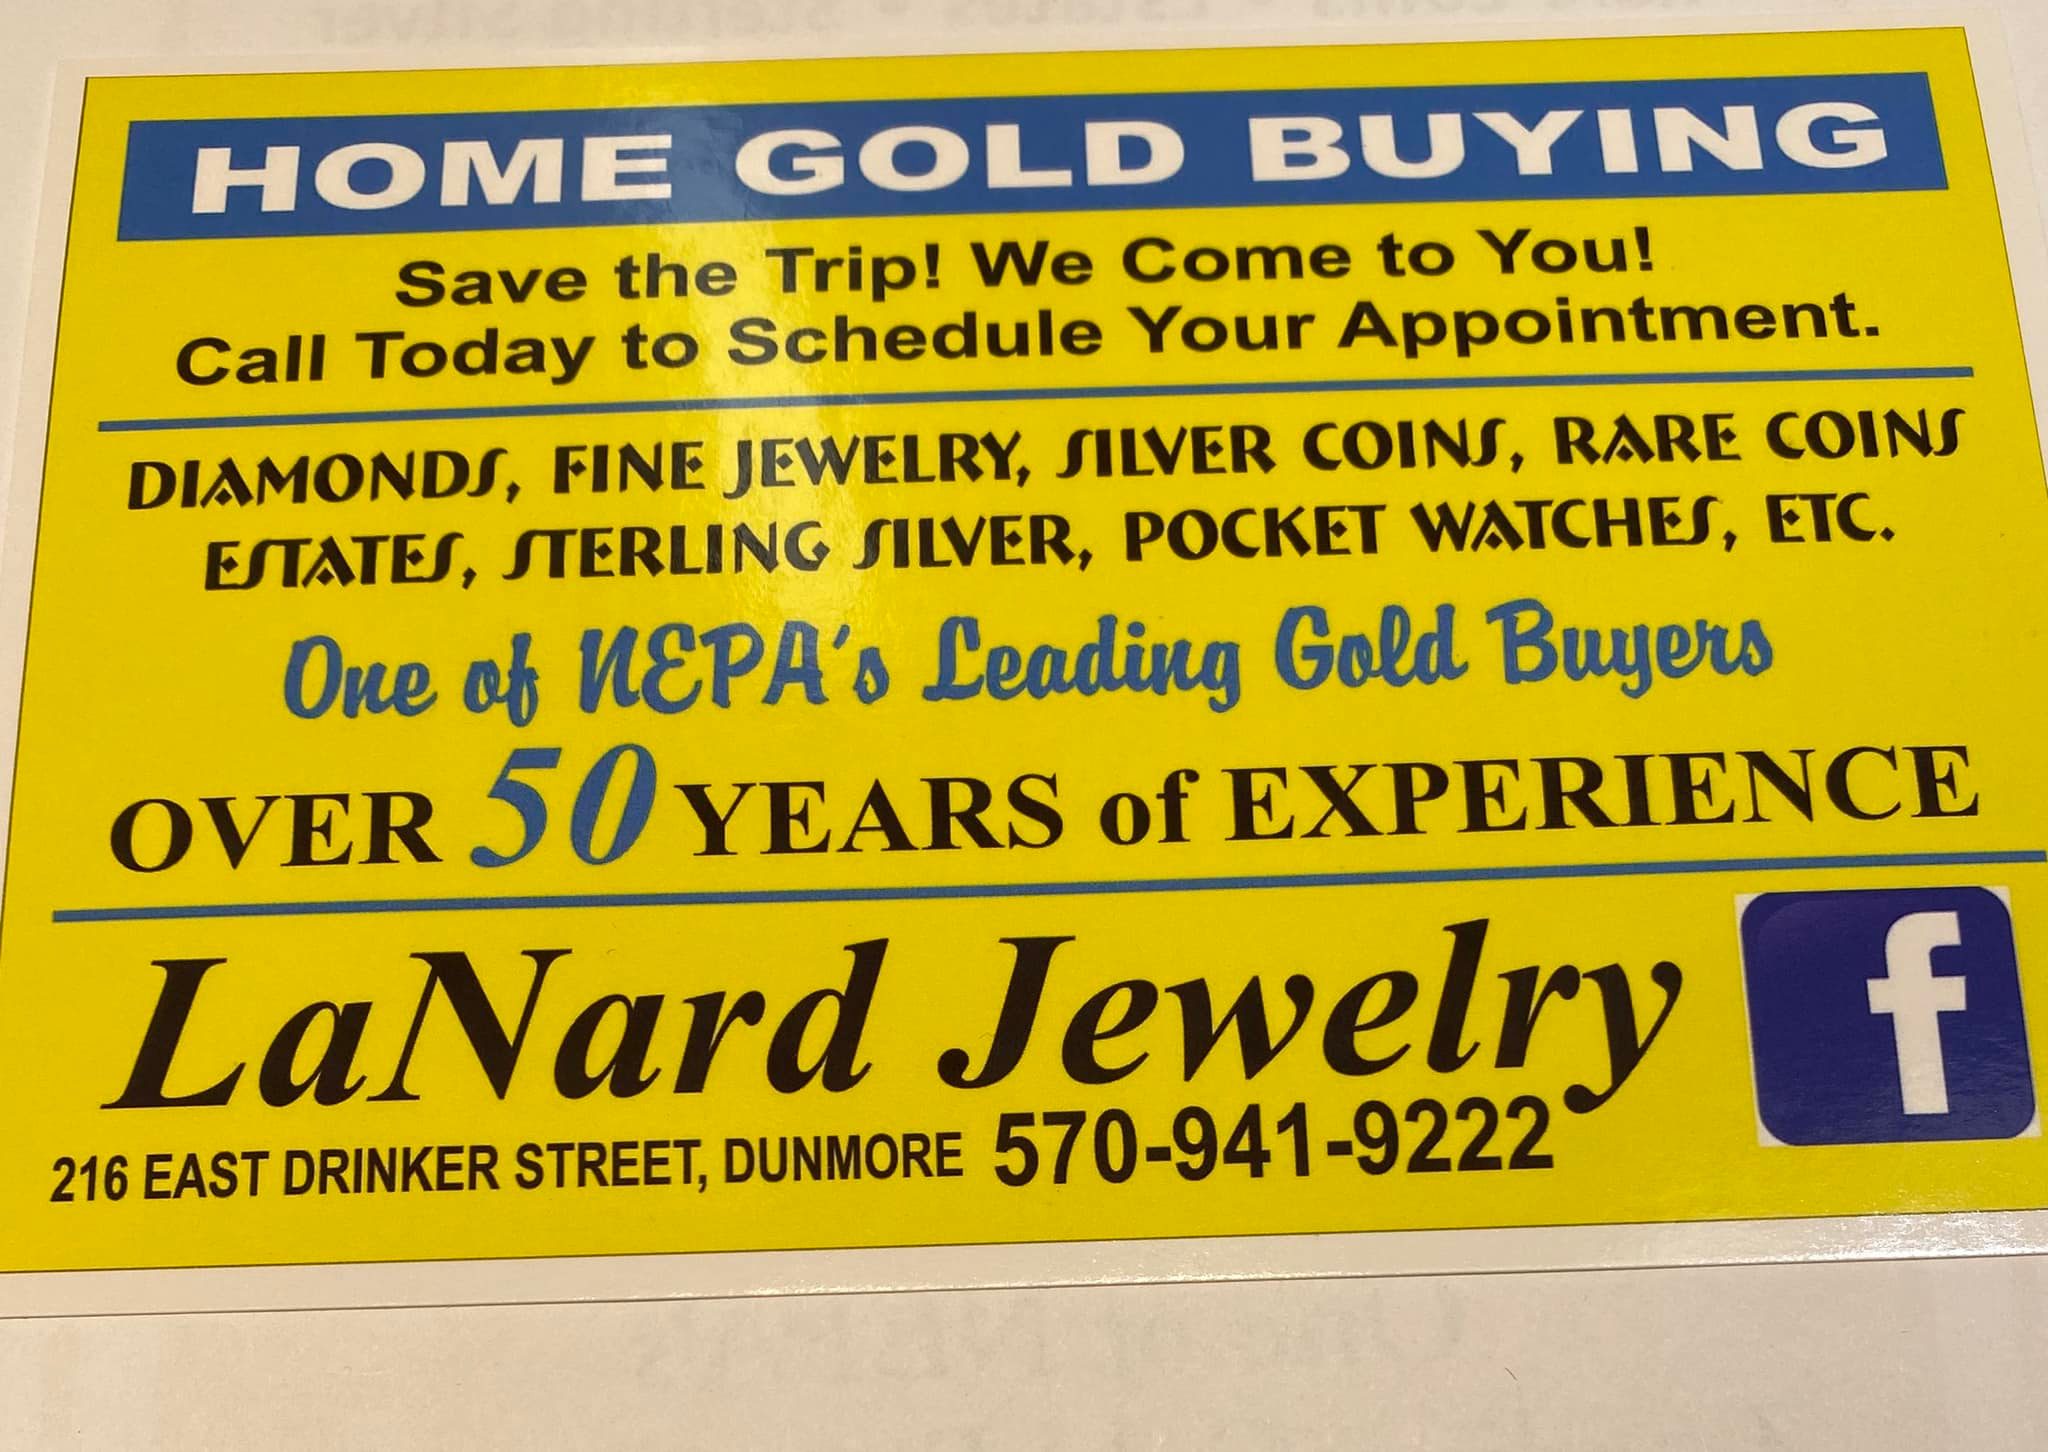 HOME GOLD BUYING
Save the Trip! We Come to You!
Call Today to Schedule Your Appointment.
DIAMONDS, FINE JEWELRY, SILVER COINS, RARE COINS
ESTATES, STERLING SILVER, POCKET WATCHES, ETC.
One of NEPA's Leading Gold Buyers
OVER 50 YEARS of EXPERIENCE
LaNard Jewelry
f
216 EAST DRINKER STREET, DUNMORE 570-941-9222